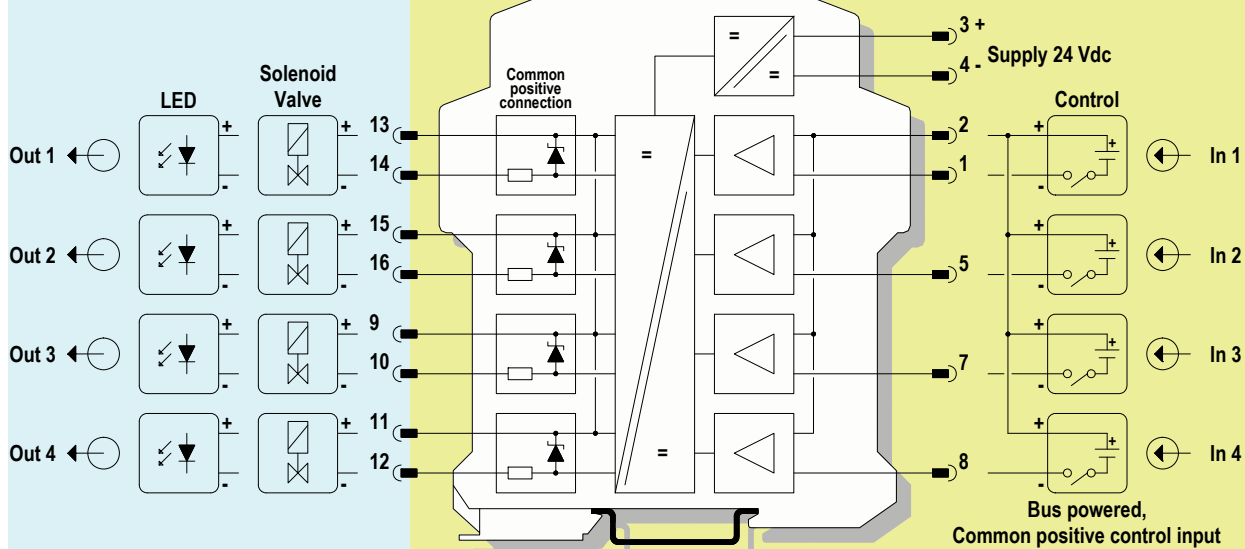 3 +
4 -
Supply 24 Vdc
LED
Solenoid
Valve
Common
positive
connection
Control
Out 1
+
-
+
-
13
14
=
2
1
+
-
+
In 1
Out 2
+
-
+
-
15
16
5
+
-
+
In 2
Out 3
+
-
+
-
9
10
7
+
-
+
In 3
Out 4
+
-
+
-
11
12
=
8
+
-
+
In 4
=
=
Bus powered,
Common positive control input